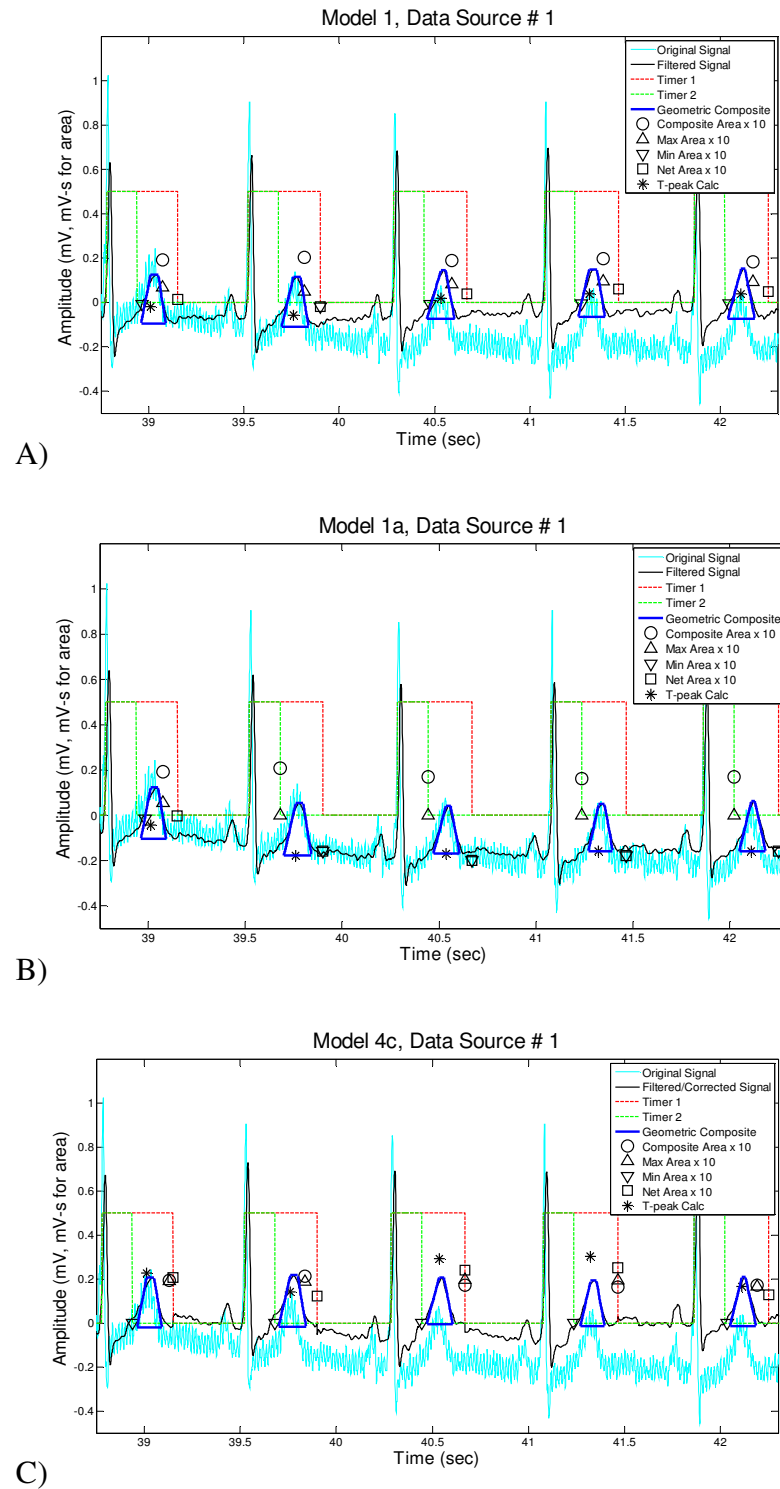 Model 1, Data Source # 1
Original Signal
Filtered Signal
Timer 1
Timer 2
Geometric Composite
Composite Area x 10
Max Area x 10
Min Area x 10
Net Area x 10
T-peak Calc
Amplitude (mV, mV-s for area)
1
0.8
0.6
0.4
0.2
0
-0.2
-0.4
39 39.5 40 40.5 41 41.5 42
Time (sec)
A)
Model 1a, Data Source # 1
Original Signal
Filtered Signal
Timer 1
Timer 2
Geometric Composite
Composite Area x 10
Max Area x 10
Min Area x 10
Net Area x 10
T-peak Calc
Amplitude (mV, mV-s for area)
1
0.8
0.6
0.4
0.2
0
-0.2
-0.4
39 39.5 40 40.5 41 41.5 42
Time (sec)
B)
Model 4c, Data Source # 1
Original Signal
Filtered/Corrected Signal
Timer 1
Timer 2
Geometric Composite
Composite Area x 10
Max Area x 10
Min Area x 10
Net Area x 10
T-peak Calc
Amplitude (mV, mV-s for area)
1
0.8
0.6
0.4
0.2
0
-0.2
-0.4
39 39.5 40 40.5 41 41.5 42
Time (sec)
C)